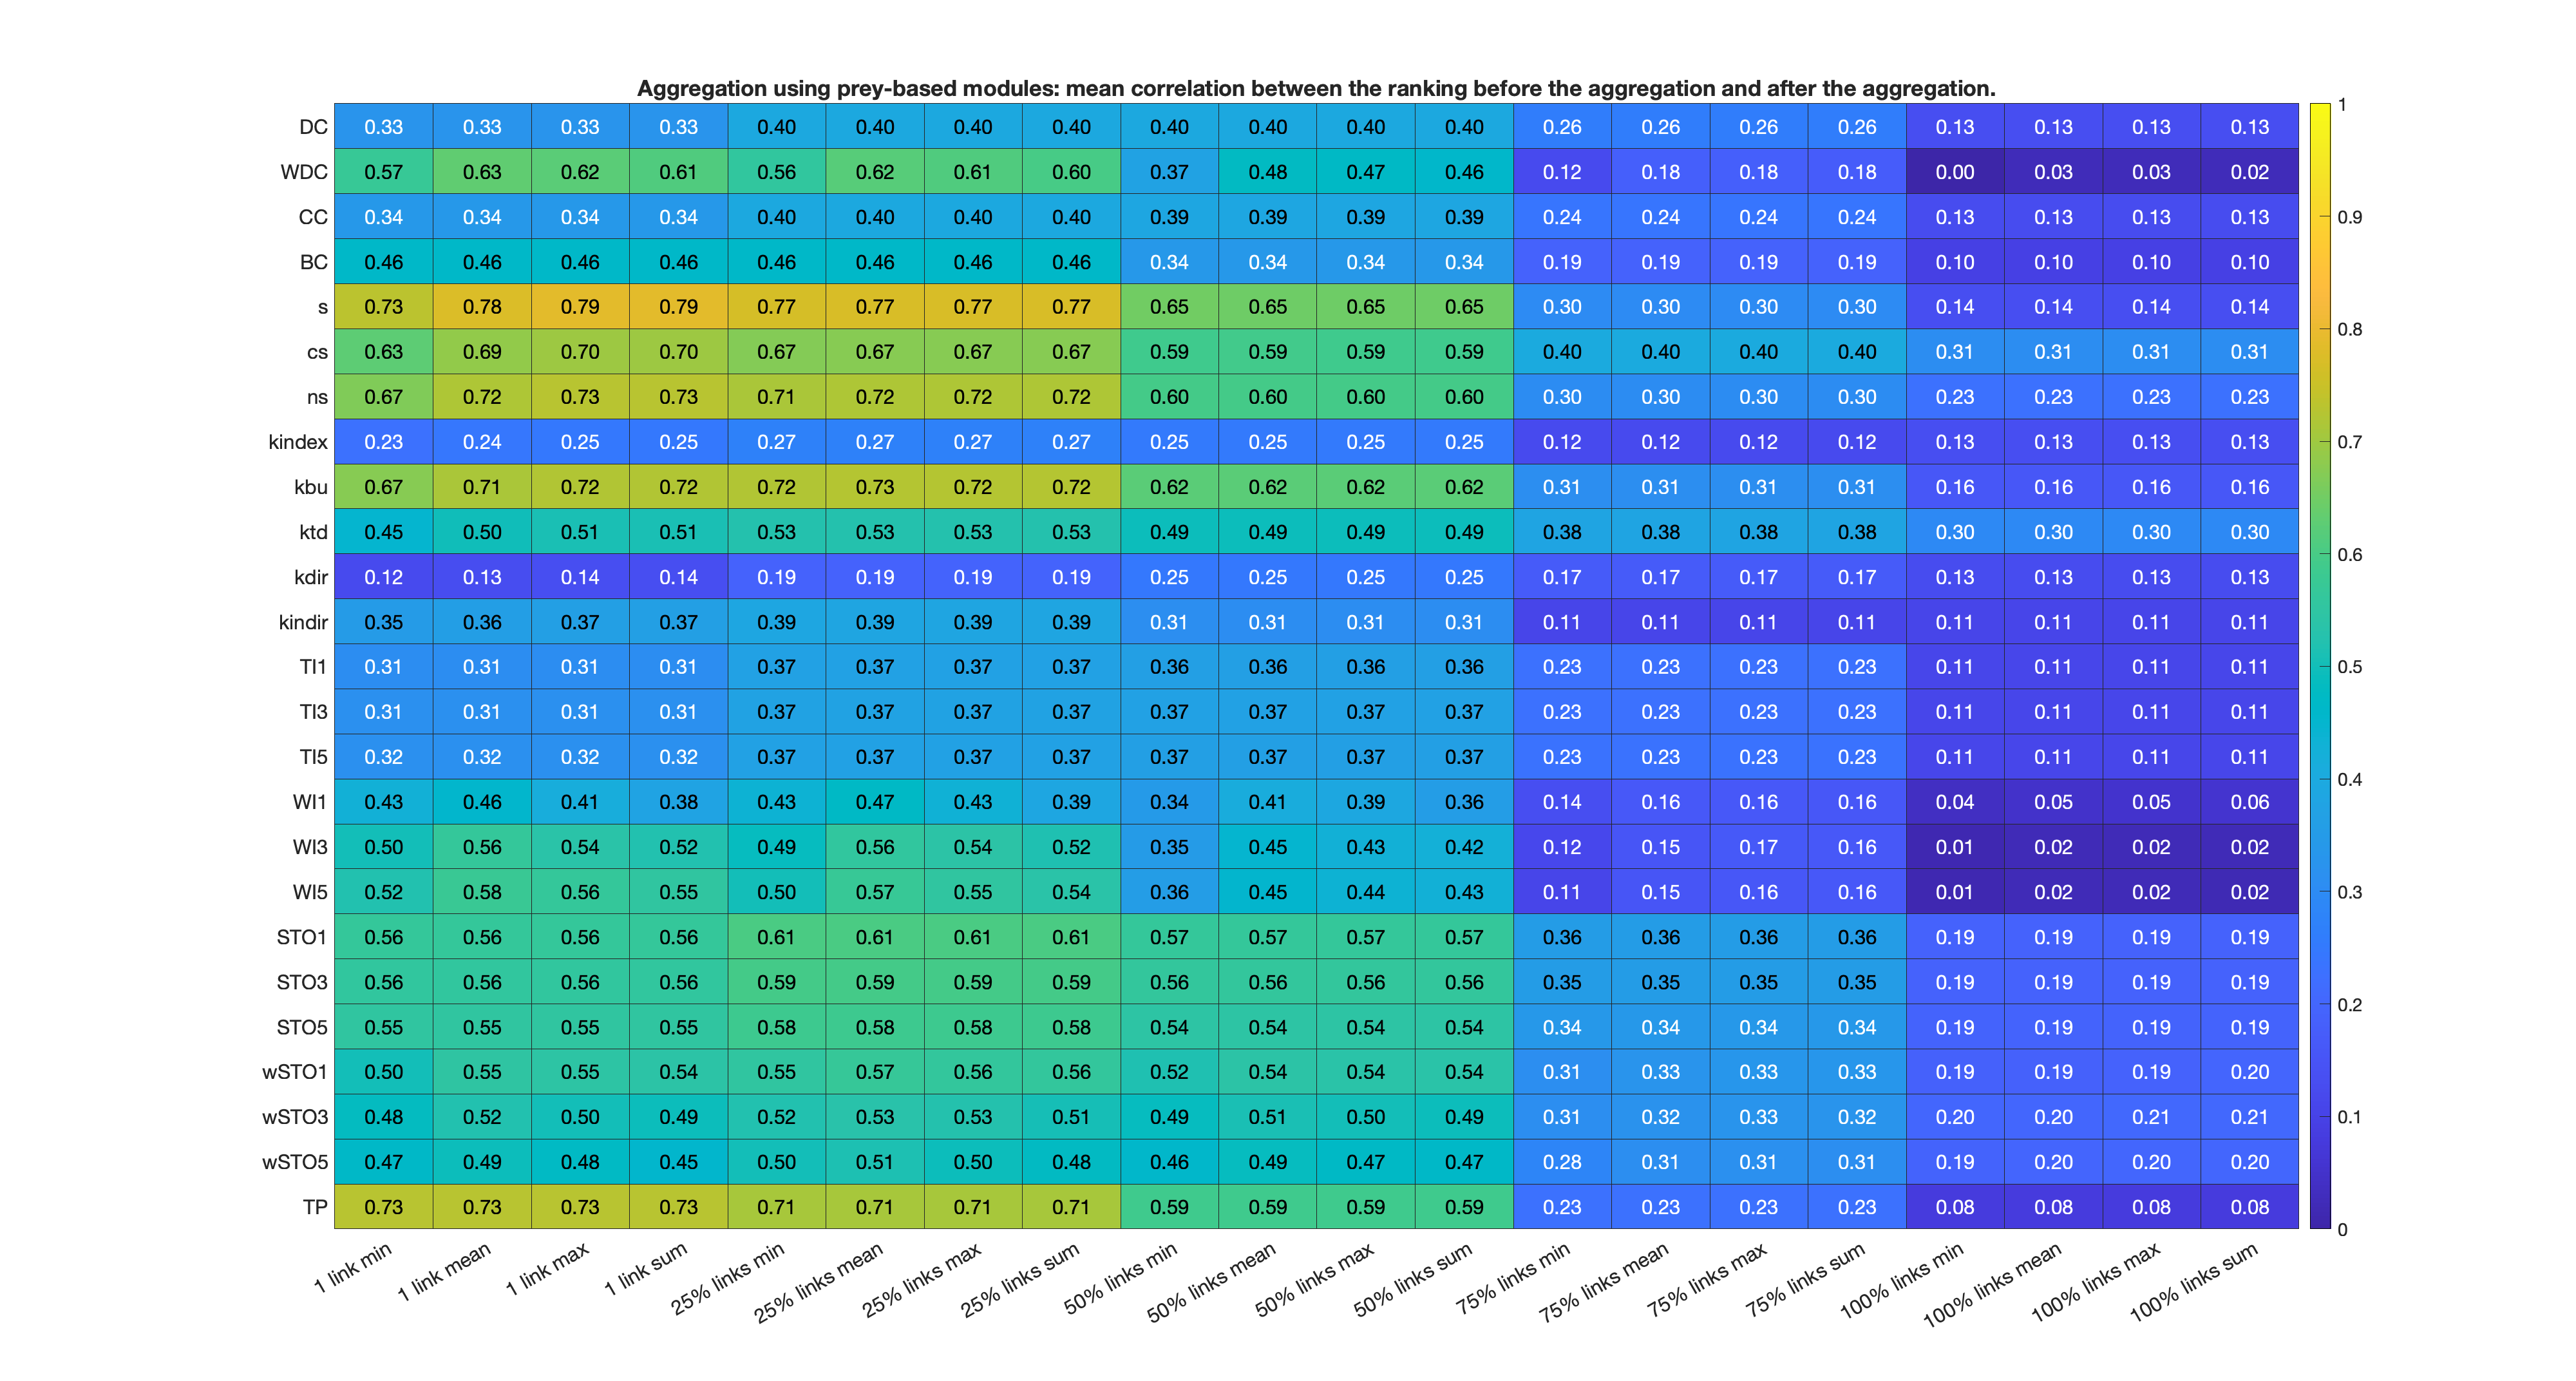 Aggregation using prey-based modules: mean correlation between the ranking before the aggregation and after the aggregation.
DC 0.33 0.33 0.33 0.33 0.40 0.40 0.40 0.40 0.40 0.40 0.40 0.40 0.26 0.26 0.26 0.26 0.13 0.13 0.13 0.13
WDC 0.57 0.63 0.62 0.61 0.56 0.62 0.61 0.60 0.37 0.48 0.47 0.46 0.12 0.18 0.18 0.18 0.00 0.03 0.03 0.02
CC 0.34 0.34 0.34 0.34 0.40 0.40 0.40 0.40 0.39 0.39 0.39 0.39 0.24 0.24 0.24 0.24 0.13 0.13 0.13 0.13
BC 0.46 0.46 0.46 0.46 0.46 0.46 0.46 0.46 0.34 0.34 0.34 0.34 0.19 0.19 0.19 0.19 0.10 0.10 0.10 0.10
s 0.73 0.78 0.79 0.79 0.77 0.77 0.77 0.77 0.65 0.65 0.65 0.65 0.30 0.30 0.30 0.30 0.14 0.14 0.14 0.14
cs 0.63 0.69 0.70 0.70 0.67 0.67 0.67 0.67 0.59 0.59 0.59 0.59 0.40 0.40 0.40 0.40 0.31 0.31 0.31 0.31
ns 0.67 0.72 0.73 0.73 0.71 0.72 0.72 0.72 0.60 0.60 0.60 0.60 0.30 0.30 0.30 0.30 0.23 0.23 0.23 0.23
kindex 0.23 0.24 0.25 0.25 0.27 0.27 0.27 0.27 0.25 0.25 0.25 0.25 0.12 0.12 0.12 0.12 0.13 0.13 0.13 0.13
kbu 0.67 0.71 0.72 0.72 0.72 0.73 0.72 0.72 0.62 0.62 0.62 0.62 0.31 0.31 0.31 0.31 0.16 0.16 0.16 0.16
ktd 0.45 0.50 0.51 0.51 0.53 0.53 0.53 0.53 0.49 0.49 0.49 0.49 0.38 0.38 0.38 0.38 0.30 0.30 0.30 0.30
kdir 0.12 0.13 0.14 0.14 0.19 0.19 0.19 0.19 0.25 0.25 0.25 0.25 0.17 0.17 0.17 0.17 0.13 0.13 0.13 0.13
kindir 0.35 0.36 0.37 0.37 0.39 0.39 0.39 0.39 0.31 0.31 0.31 0.31 0.11 0.11 0.11 0.11 0.11 0.11 0.11 0.11
TI1 0.31 0.31 0.31 0.31 0.37 0.37 0.37 0.37 0.36 0.36 0.36 0.36 0.23 0.23 0.23 0.23 0.11 0.11 0.11 0.11
TI3 0.31 0.31 0.31 0.31 0.37 0.37 0.37 0.37 0.37 0.37 0.37 0.37 0.23 0.23 0.23 0.23 0.11 0.11 0.11 0.11
TI5 0.32 0.32 0.32 0.32 0.37 0.37 0.37 0.37 0.37 0.37 0.37 0.37 0.23 0.23 0.23 0.23 0.11 0.11 0.11 0.11
WI1 0.43 0.46 0.41 0.38 0.43 0.47 0.43 0.39 0.34 0.41 0.39 0.36 0.14 0.16 0.16 0.16 0.04 0.05 0.05 0.06
WI3 0.50 0.56 0.54 0.52 0.49 0.56 0.54 0.52 0.35 0.45 0.43 0.42 0.12 0.15 0.17 0.16 0.01 0.02 0.02 0.02
WI5 0.52 0.58 0.56 0.55 0.50 0.57 0.55 0.54 0.36 0.45 0.44 0.43 0.11 0.15 0.16 0.16 0.01 0.02 0.02 0.02
STO1 0.56 0.56 0.56 0.56 0.61 0.61 0.61 0.61 0.57 0.57 0.57 0.57 0.36 0.36 0.36 0.36 0.19 0.19 0.19 0.19
STO3 0.56 0.56 0.56 0.56 0.59 0.59 0.59 0.59 0.56 0.56 0.56 0.56 0.35 0.35 0.35 0.35 0.19 0.19 0.19 0.19
STO5 0.55 0.55 0.55 0.55 0.58 0.58 0.58 0.58 0.54 0.54 0.54 0.54 0.34 0.34 0.34 0.34 0.19 0.19 0.19 0.19
wSTO1 0.50 0.55 0.55 0.54 0.55 0.57 0.56 0.56 0.52 0.54 0.54 0.54 0.31 0.33 0.33 0.33 0.19 0.19 0.19 0.20
wSTO3 0.48 0.52 0.50 0.49 0.52 0.53 0.53 0.51 0.49 0.51 0.50 0.49 0.31 0.32 0.33 0.32 0.20 0.20 0.21 0.21
wSTO5 0.47 0.49 0.48 0.45 0.50 0.51 0.50 0.48 0.46 0.49 0.47 0.47 0.28 0.31 0.31 0.31 0.19 0.20 0.20 0.20
TP 0.73 0.73 0.73 0.73 0.71 0.71 0.71 0.71 0.59 0.59 0.59 0.59 0.23 0.23 0.23 0.23 0.08 0.08 0.08 0.08
1 link min
1 link mean
1 link max
1 link sum
25% links min
25% links mean
25% links max
25% links sum
50% links min
50% links mean
50% links max
50% links sum
75% links min
75% links mean
75% links max
75% links sum
100% links min
100% links mean
100% links max
100% links sum
1
0.9
0.8
0.7
0.6
0.5
0.4
0.3
0.2
0.1
0